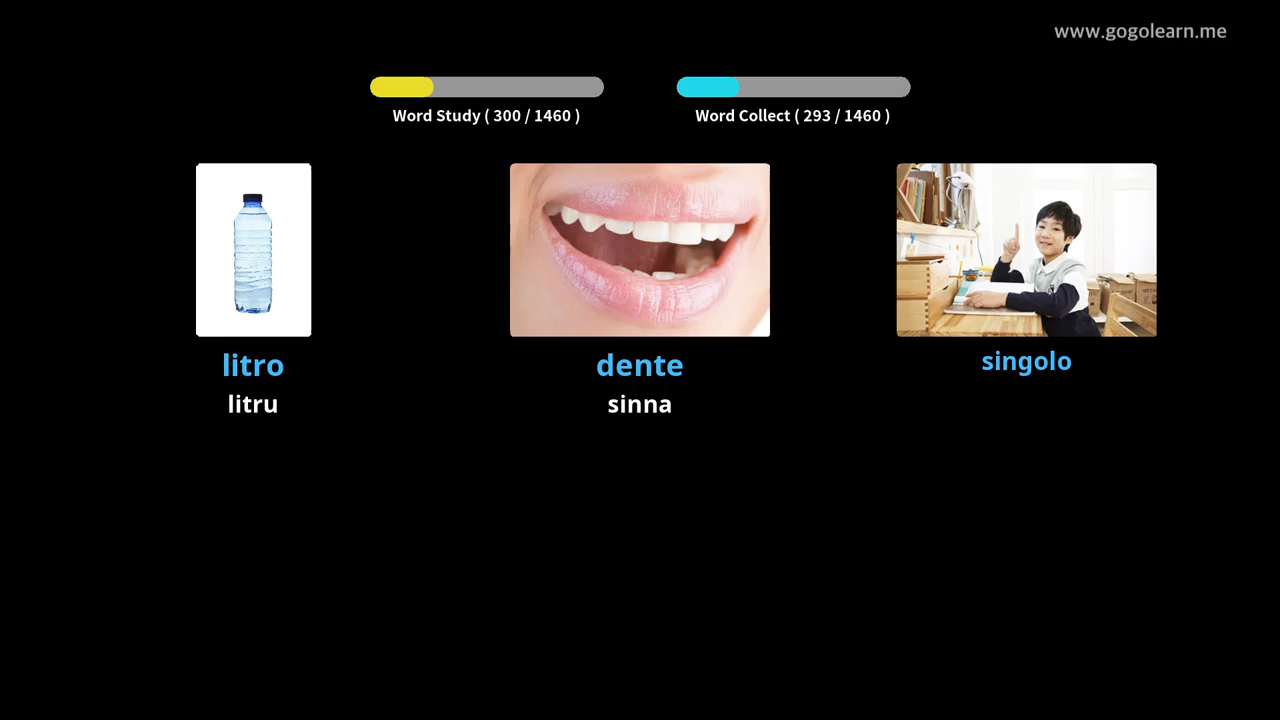 www.gogolearn.me
Word Study ( 300 / 1460 )
Word Collect ( 293 / 1460 )
litro
litru
dente
sinna
singolo